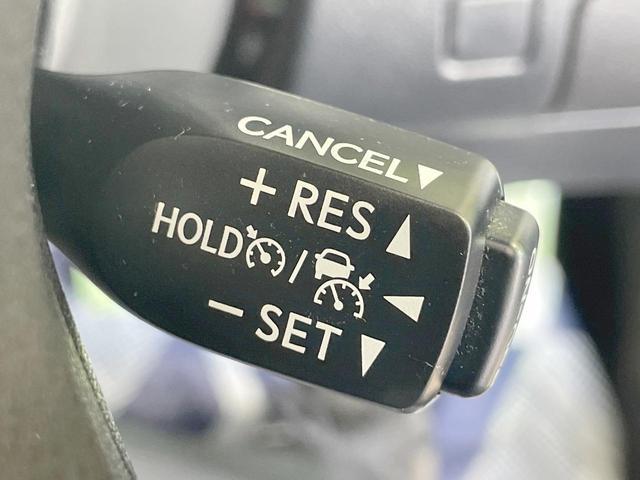 CANCEL▼
+ RES ▲
HOLD / ◀
− SET ▼